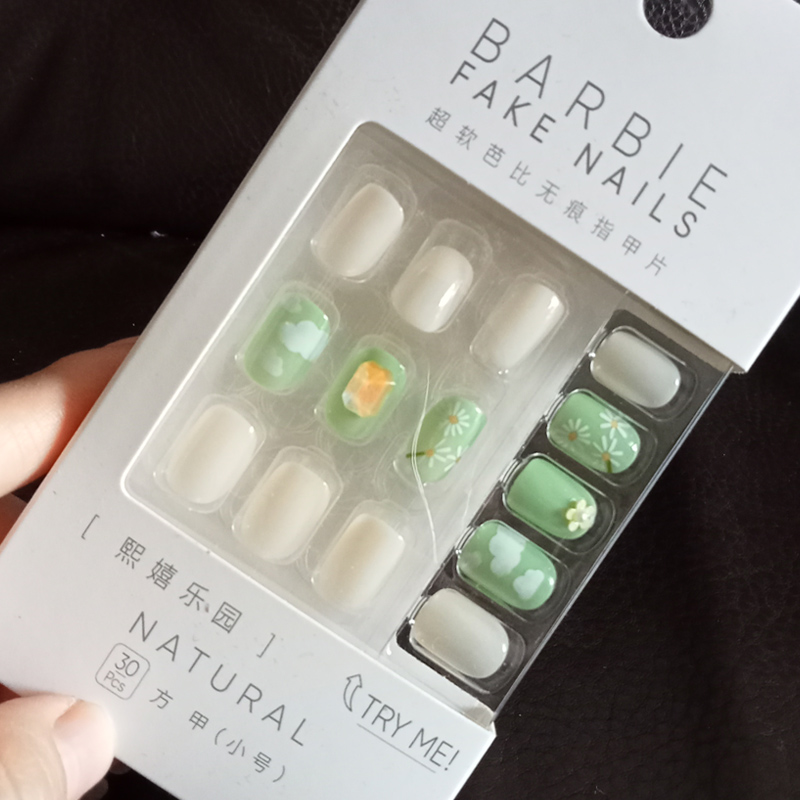 BARBIE
FAKE NAILS
超软芭比无痕指甲片
[ 熙嬉乐园 ]
NATURAL
30
Pcs
方甲(小号)
TRY ME!